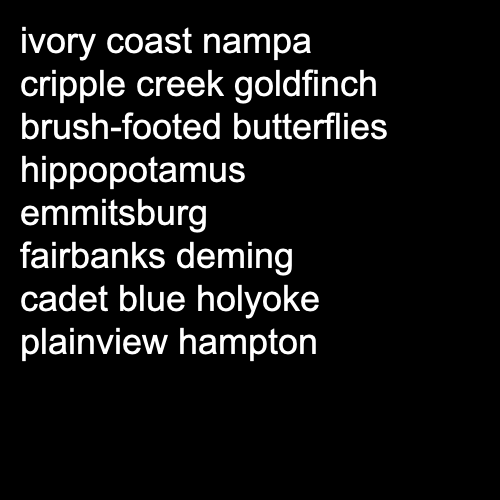 ivory coast nampa
cripple creek goldfinch
brush-footed butterflies
hippopotamus
emmitsburg
fairbanks deming
cadet blue holyoke
plainview hampton